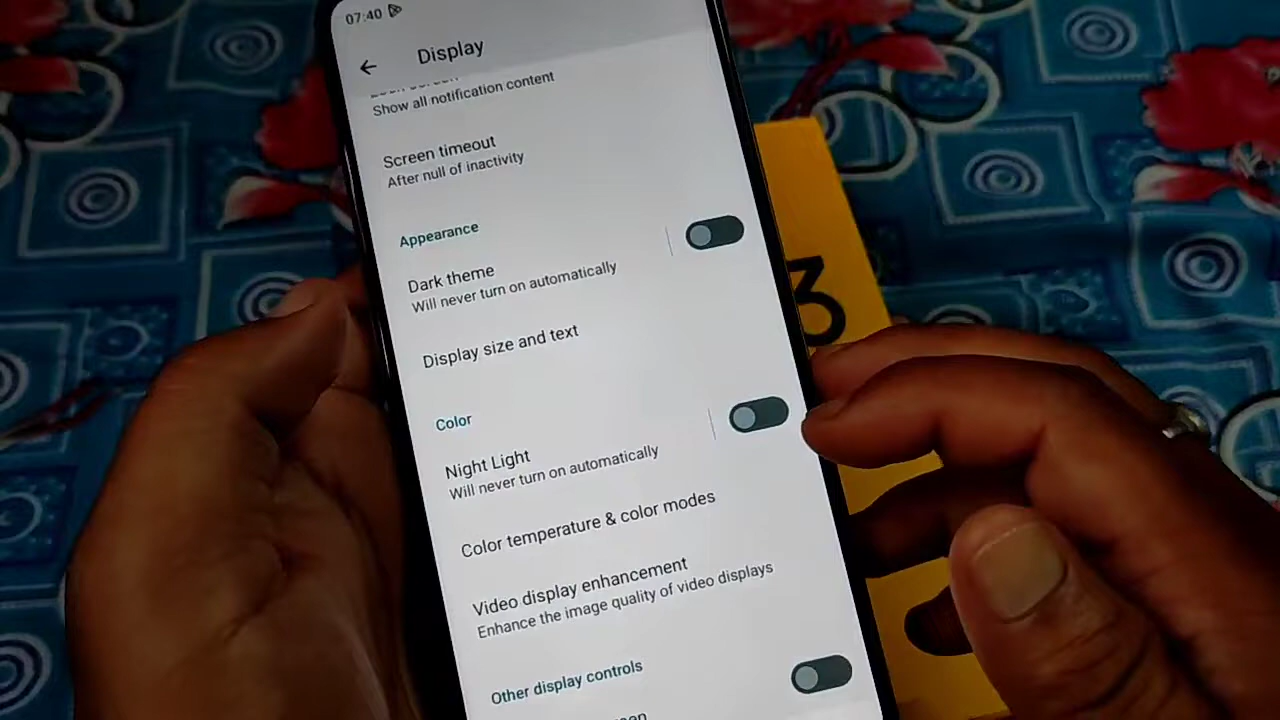 07:40
Display
Show all notification content
Screen timeout
After null of inactivity
Appearance
Dark theme
Will never turn on automatically
Display size and text
Color
Night Light
Will never turn on automatically
Color temperature & color modes
Video display enhancement
Enhance the image quality of video displays
Other display controls
3